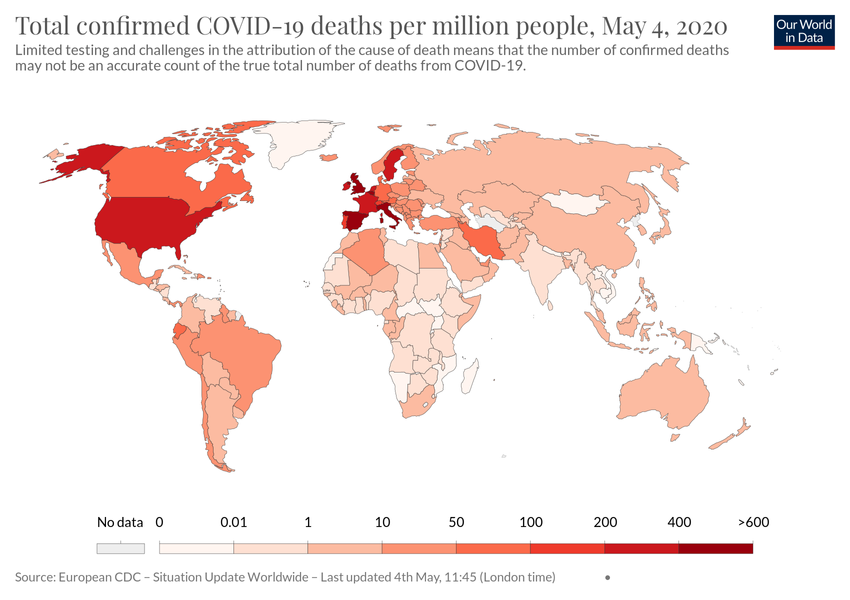 Total confirmed COVID-19 deaths per million people, May 4, 2020
Our World
in Data
Limited testing and challenges in the attribution of the cause of death means that the number of confirmed deaths
may not be an accurate count of the true total number of deaths from COVID-19.
No data 0 0.01 1 10 50 100 200 400 >600
Source: European CDC – Situation Update Worldwide – Last updated 4th May, 11:45 (London time) •